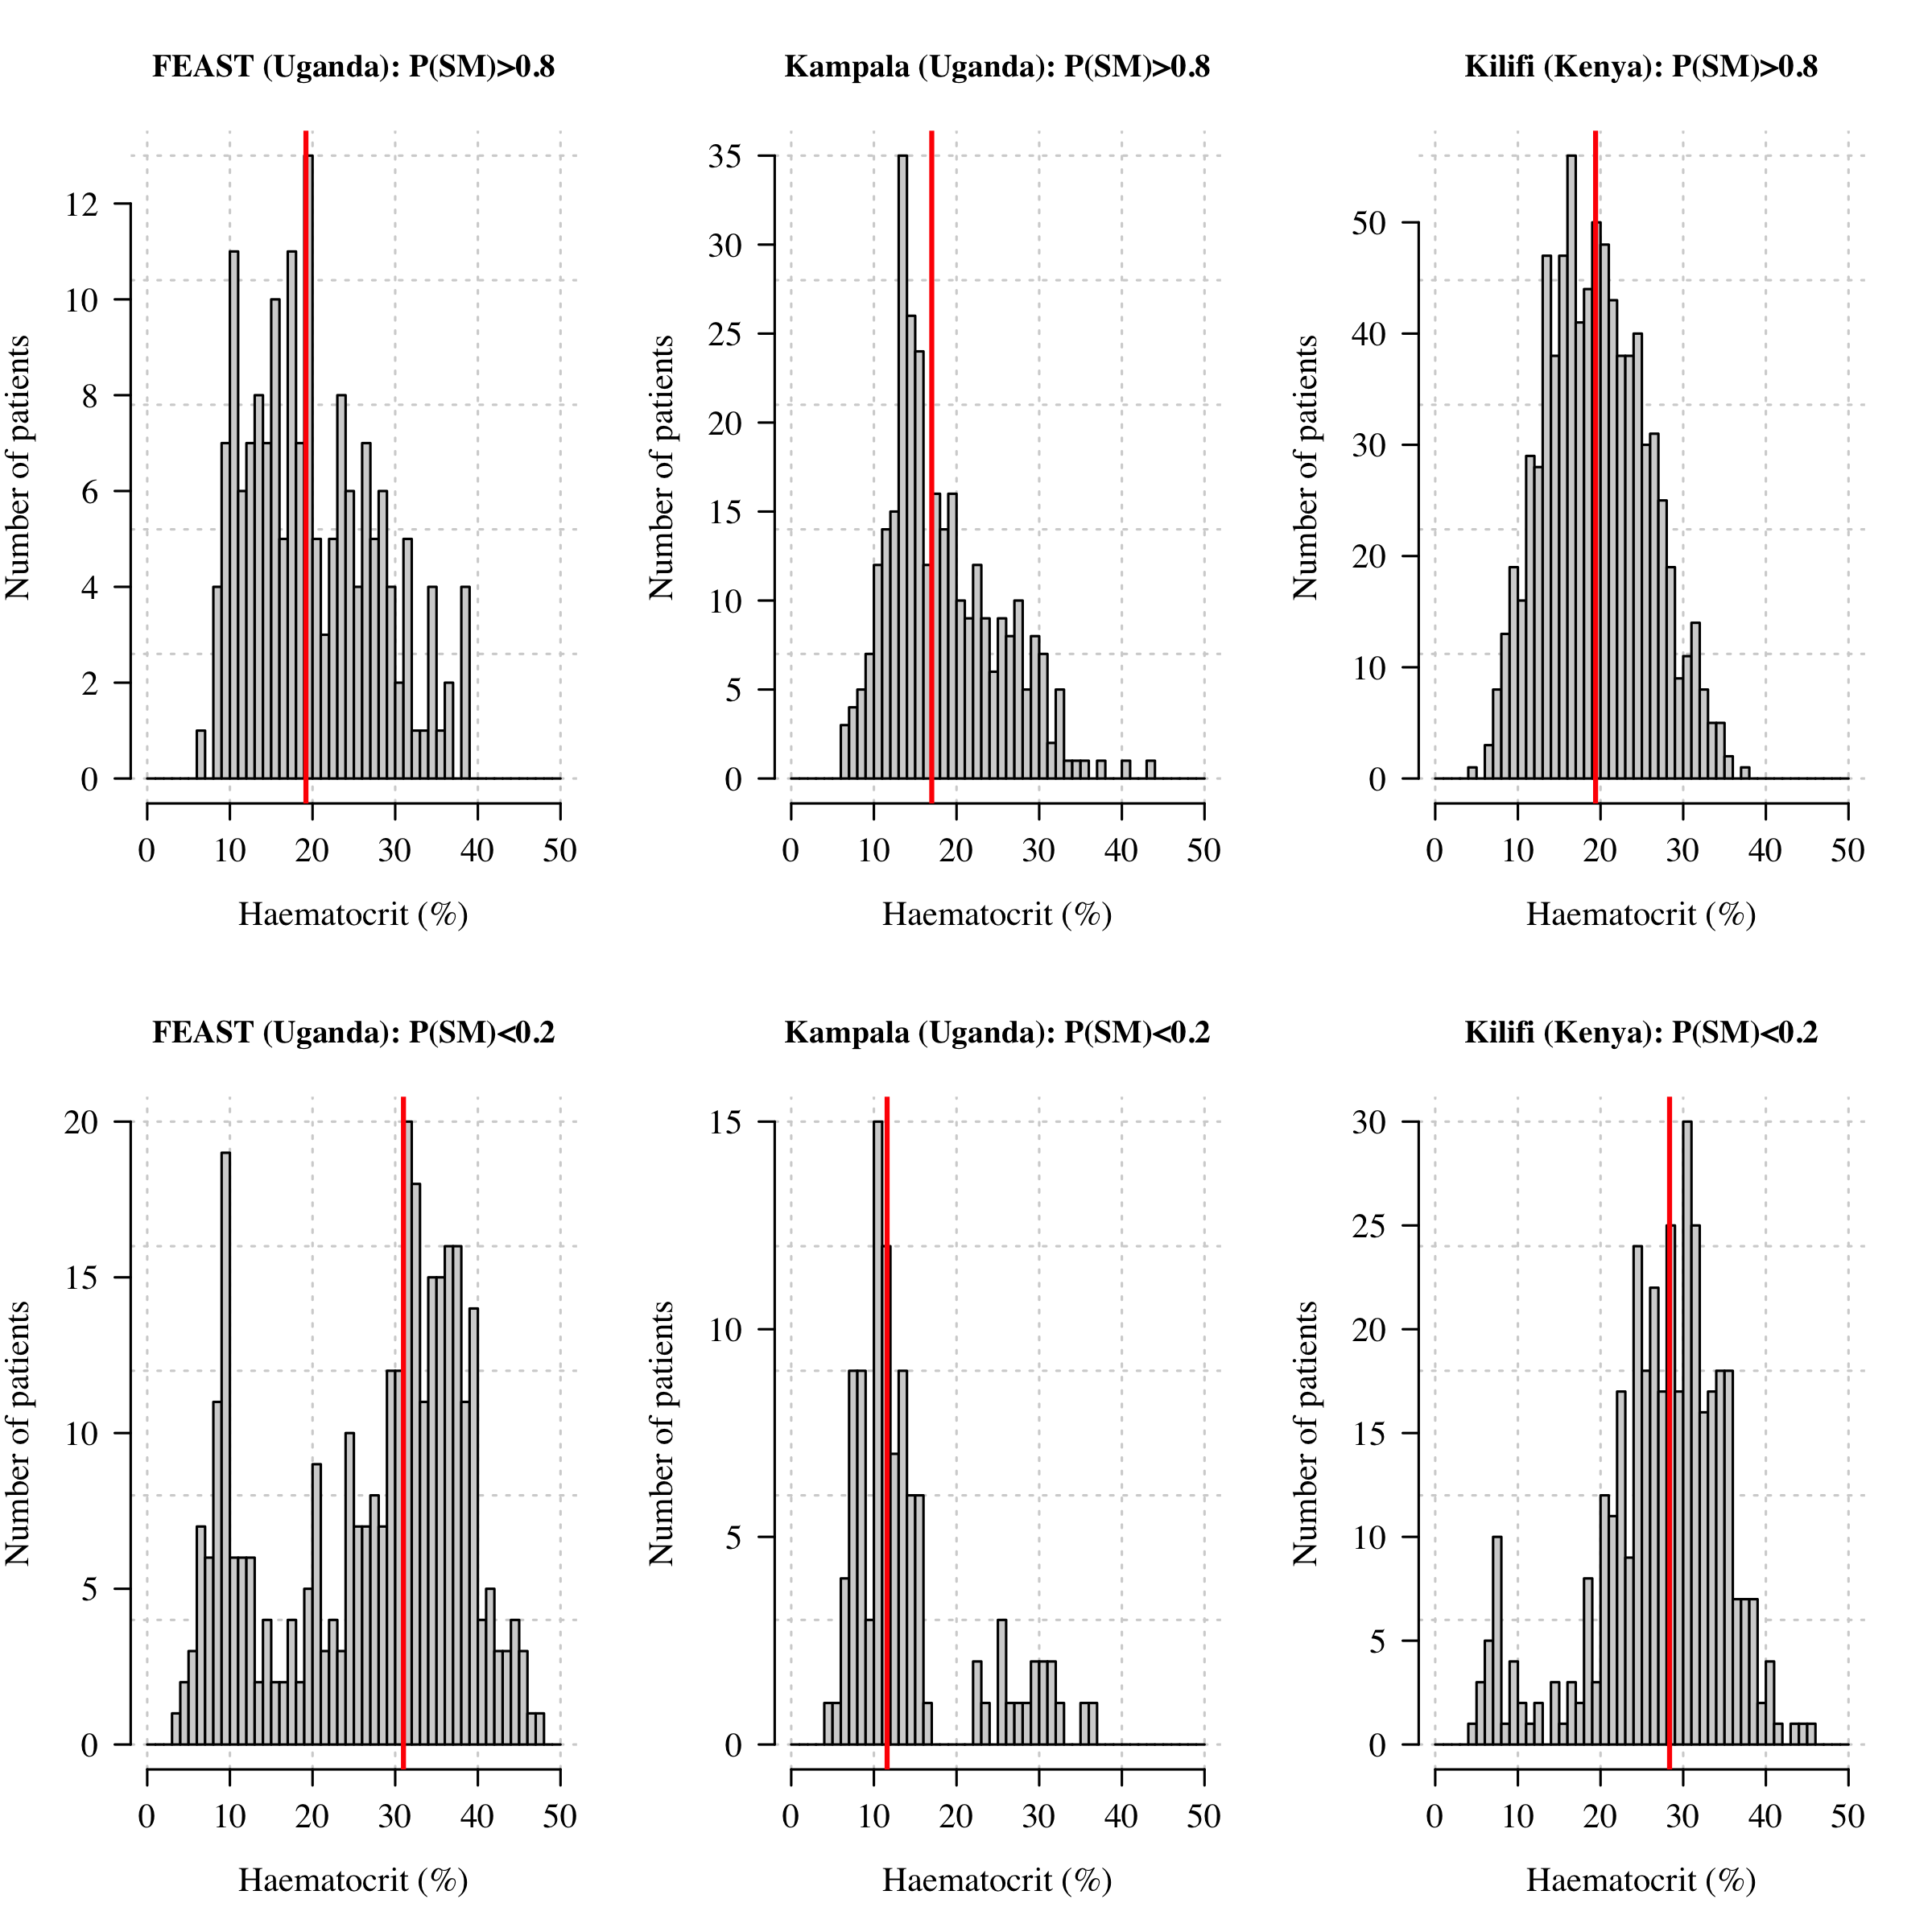 FEAST (Uganda): P(SM)>0.8
Number of patients
0 2 4 6 8 10 12
0 10 20 30 40 50
Haematocrit (%)
Kampala (Uganda): P(SM)>0.8
Number of patients
0 5 10 15 20 25 30 35
0 10 20 30 40 50
Haematocrit (%)
Kilifi (Kenya): P(SM)>0.8
Number of patients
0 10 20 30 40 50
0 10 20 30 40 50
Haematocrit (%)
FEAST (Uganda): P(SM)<0.2
Number of patients
0 5 10 15 20
0 10 20 30 40 50
Haematocrit (%)
Kampala (Uganda): P(SM)<0.2
Number of patients
0 5 10 15
0 10 20 30 40 50
Haematocrit (%)
Kilifi (Kenya): P(SM)<0.2
Number of patients
0 5 10 15 20 25 30
0 10 20 30 40 50
Haematocrit (%)